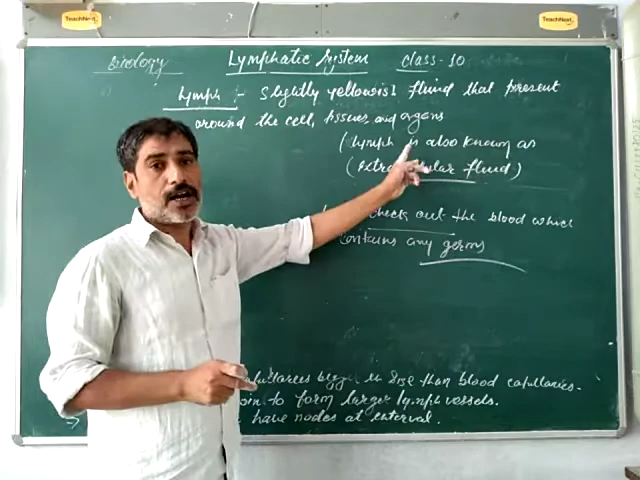 TeachNext
TeachNext
Biology Lymphatic System class-10
Lymph :- Slightly yellowish fluid that present
around the cell, tissues and organs
(Lymph is also known as
fluid)
check out the blood which
contains any germs
bigger in size than blood capillaries.
to form larger lymph vessels.
→ have nodes at interval.